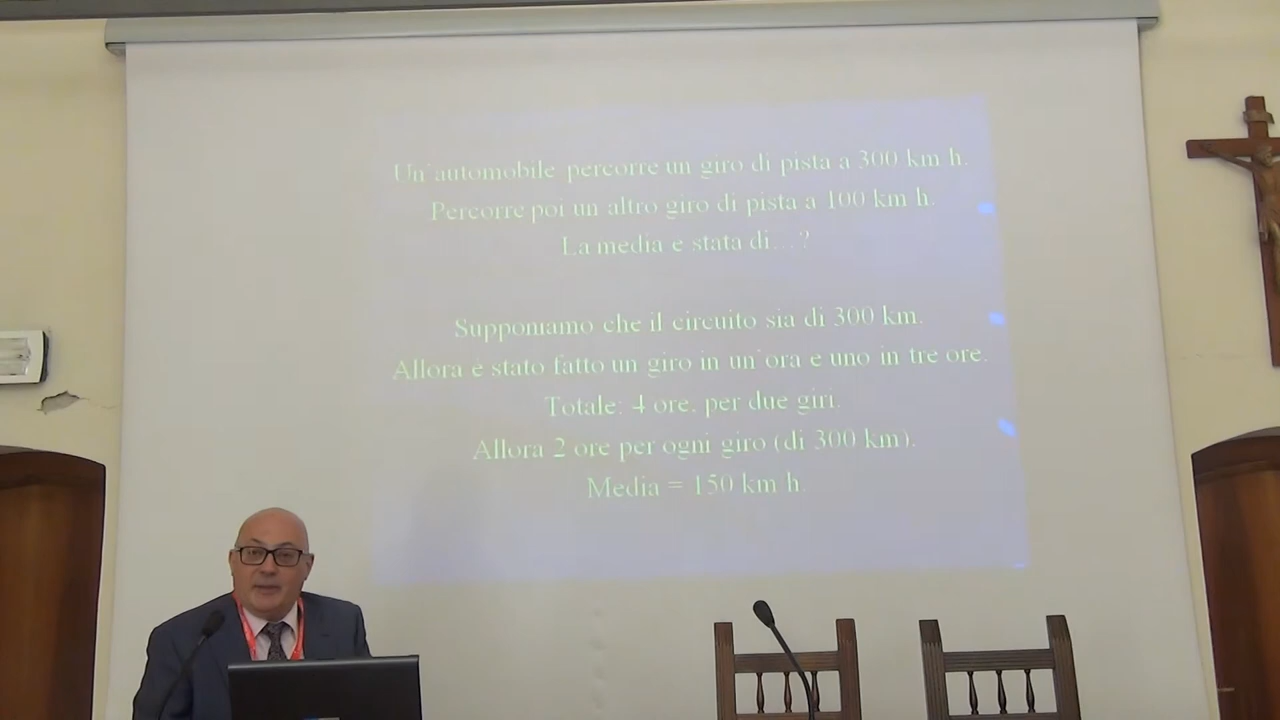 Un'automobile percorre un giro di pista a 300 km h.
Percorre poi un altro giro di pista a 100 km h.
La media è stata di…?
Supponiamo che il circuito sia di 300 km.
Allora è stato fatto un giro in un'ora e uno in tre ore.
Totale: 4 ore, per due giri.
Allora 2 ore per ogni giro (di 300 km).
Media = 150 km h.